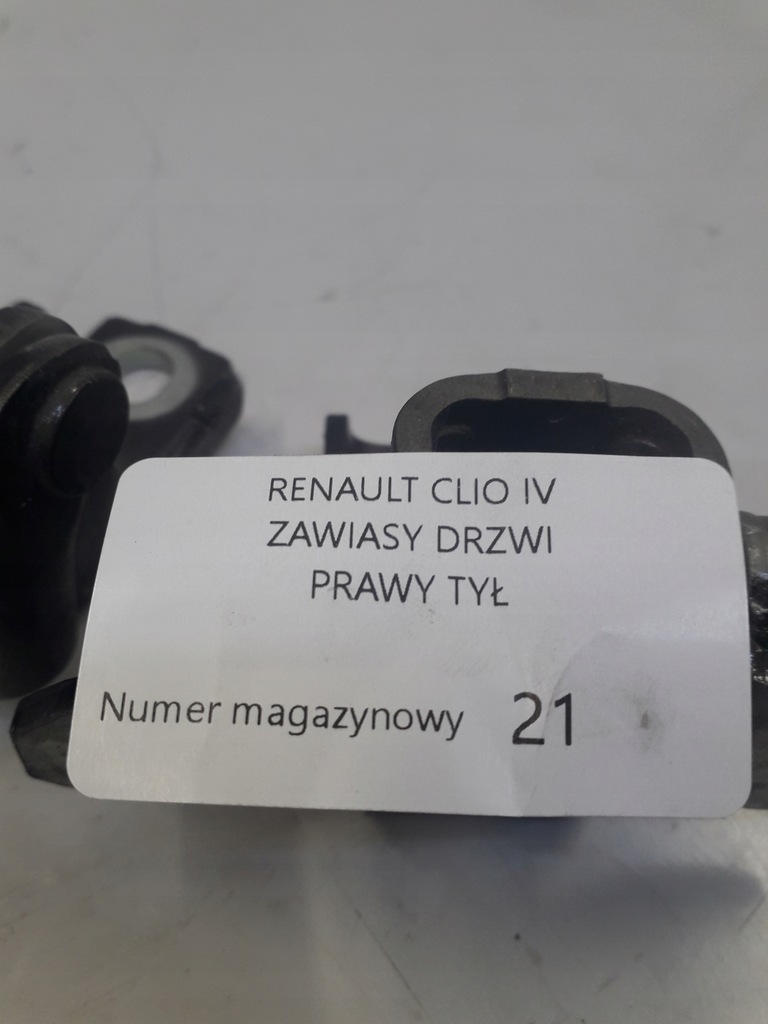 RENAULT CLIO IV
ZAWIASY DRZWI
PRAWY TYŁ
Numer magazynowy 21